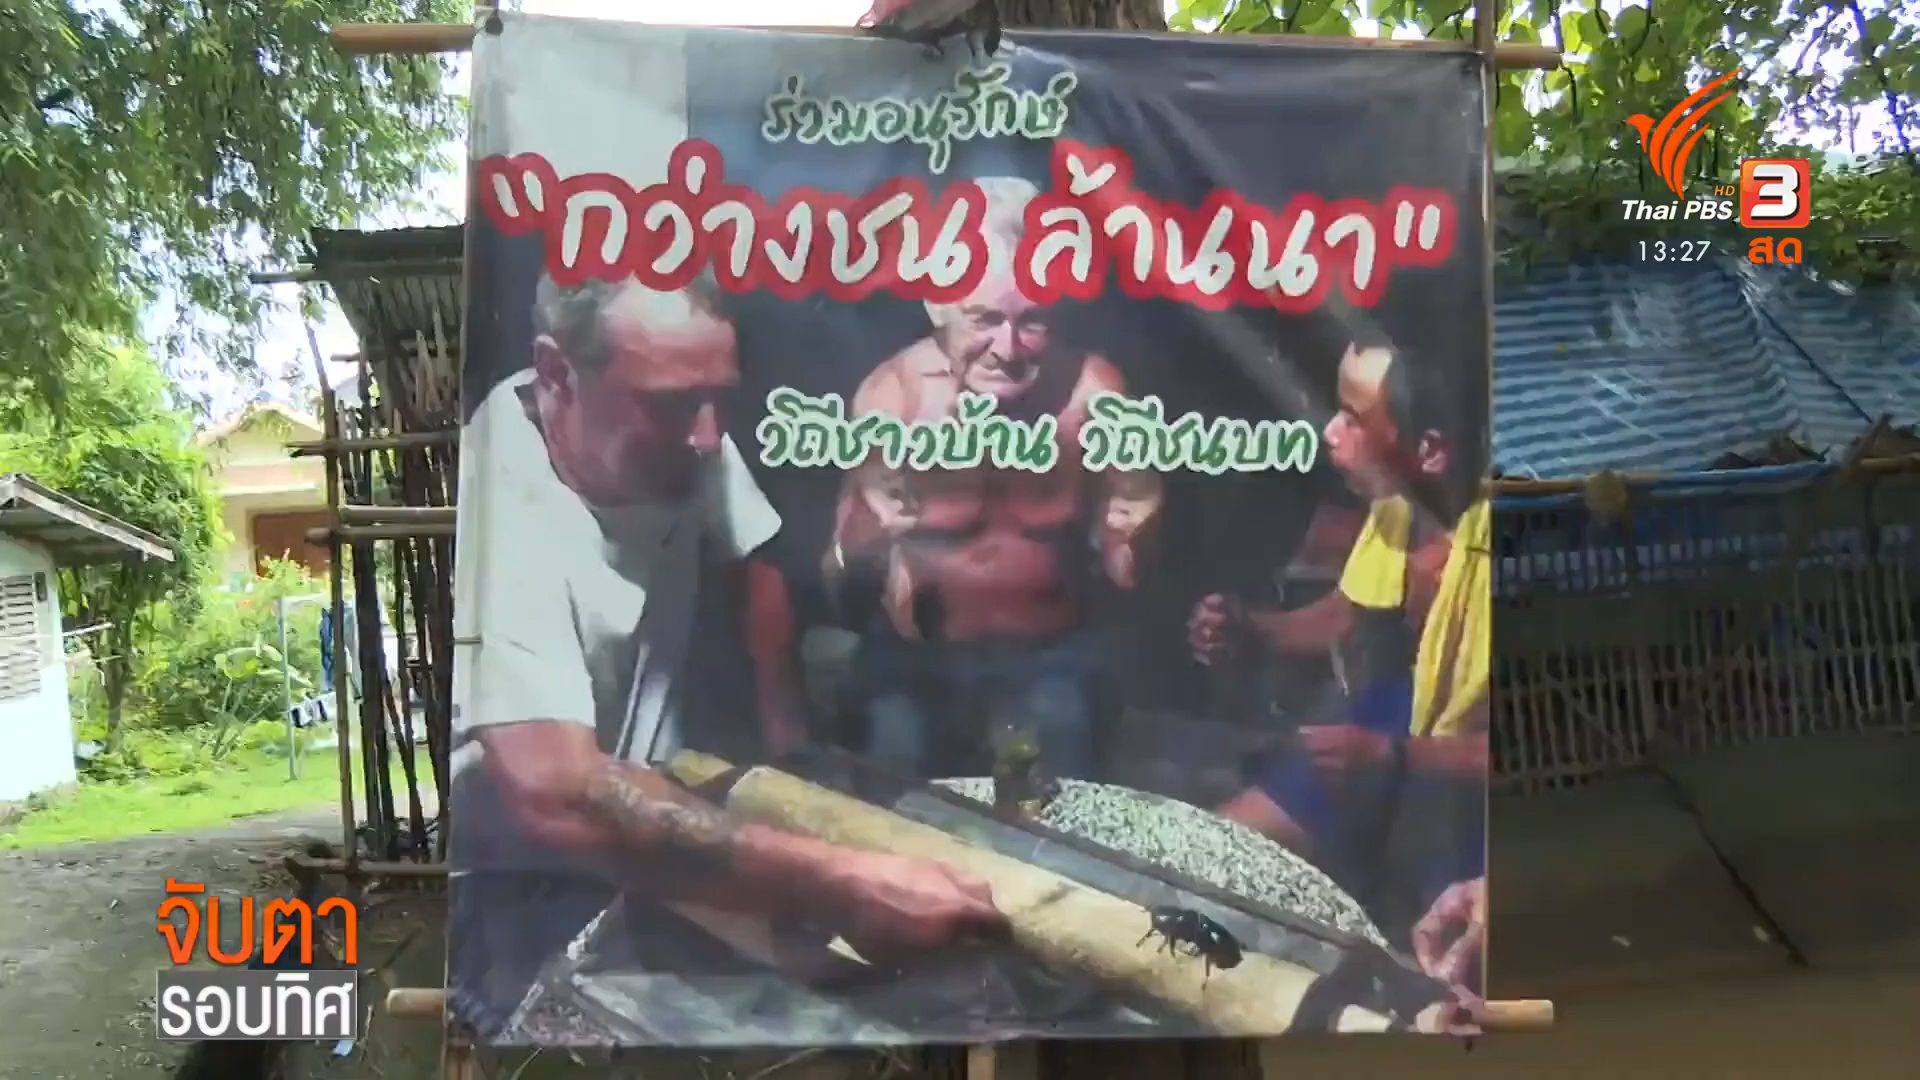 ร่วมอนุรักษ์
"กว่างชน ล้านนา"
วิถีชาวบ้าน วิถีชนบท
HD
Thai PBS 3
13:27 สด
จับตา
รอบทิศ